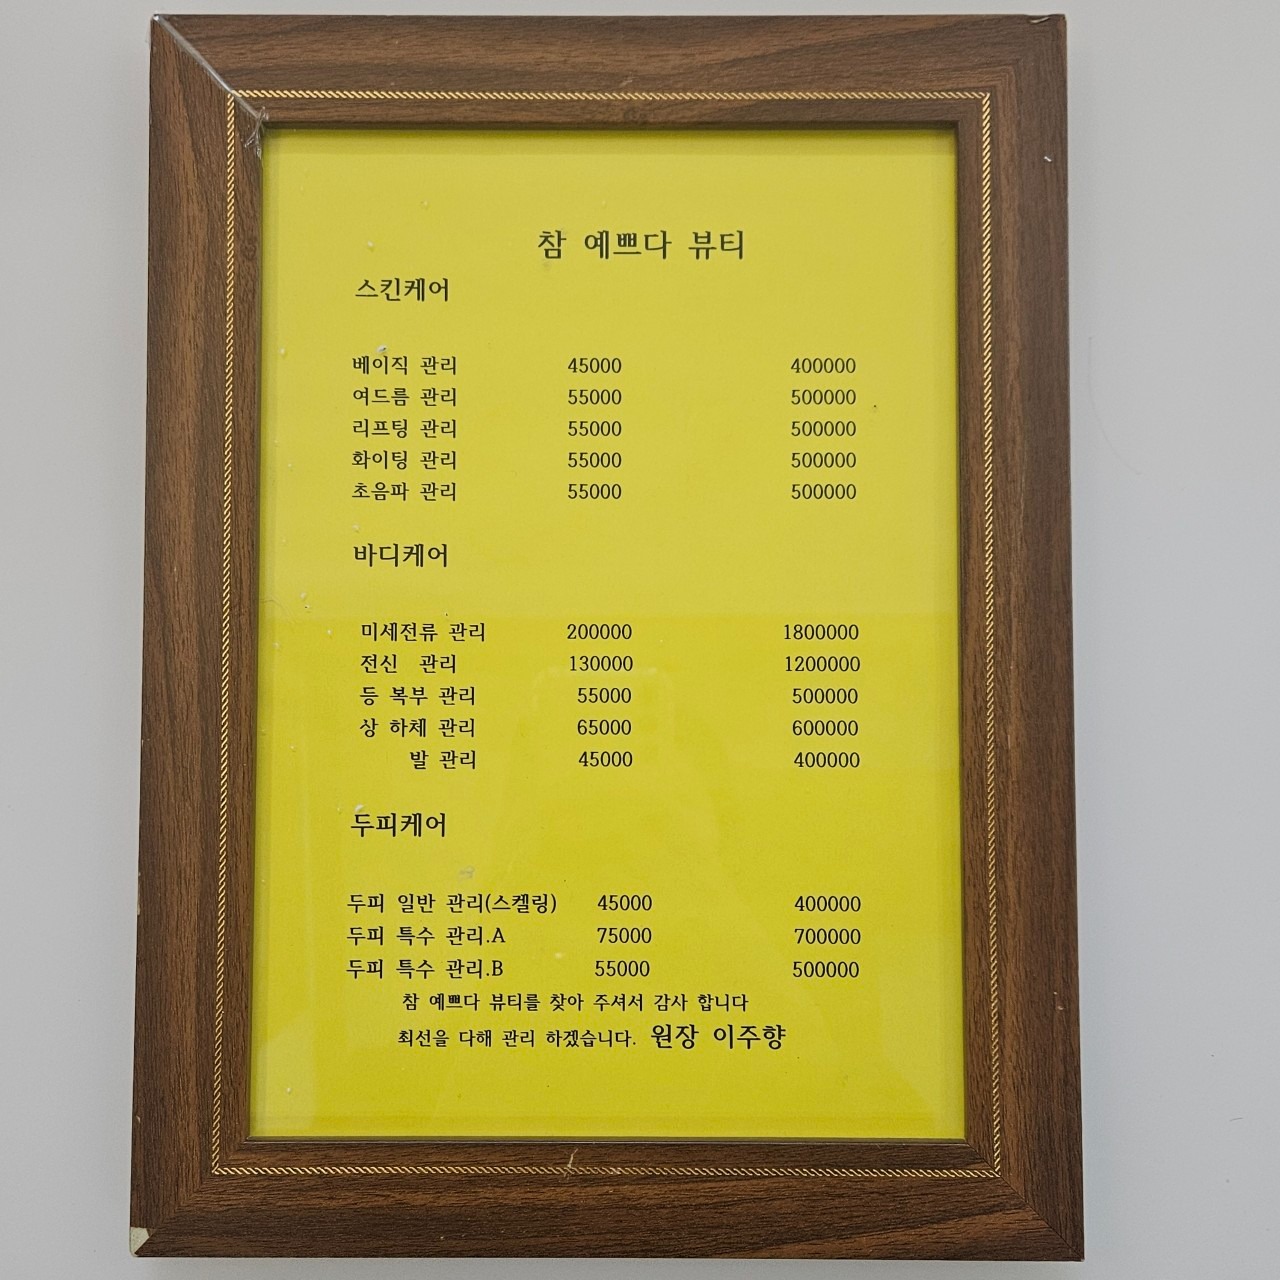 참 예쁘다 뷰티
스킨케어
베이직 관리 45000 400000
여드름 관리 55000 500000
리프팅 관리 55000 500000
화이팅 관리 55000 500000
초음파 관리 55000 500000
바디케어
미세전류 관리 200000 1800000
전신 관리 130000 1200000
등 복부 관리 55000 500000
상 하체 관리 65000 600000
발 관리 45000 400000
두피케어
두피 일반 관리(스켈링) 45000 400000
두피 특수 관리.A 75000 700000
두피 특수 관리.B 55000 500000
참 예쁘다 뷰티를 찾아 주셔서 감사 합니다
최선을 다해 관리 하겠습니다. 원장 이주향